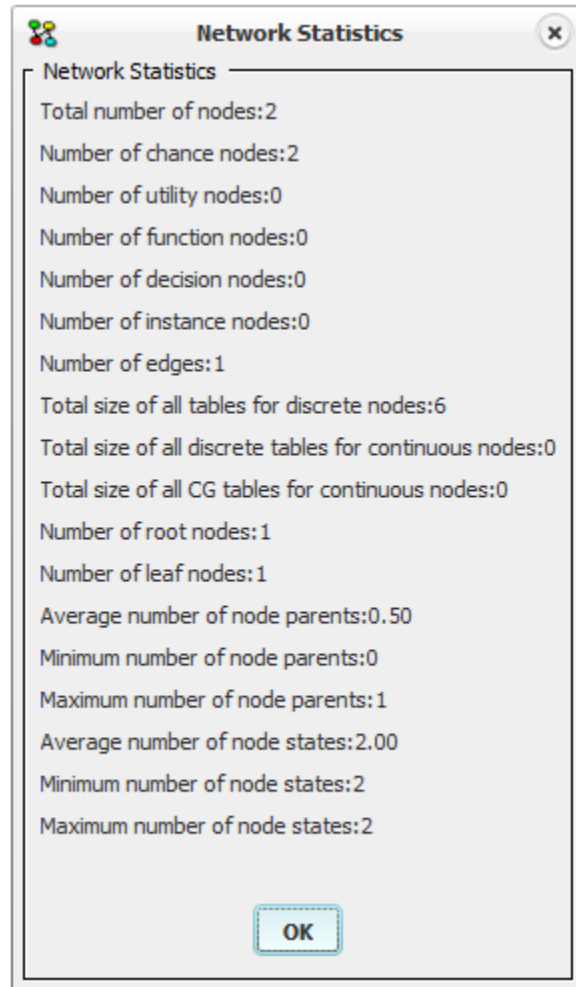 Network Statistics
Network Statistics
Total number of nodes:2
Number of chance nodes:2
Number of utility nodes:0
Number of function nodes:0
Number of decision nodes:0
Number of instance nodes:0
Number of edges:1
Total size of all tables for discrete nodes:6
Total size of all discrete tables for continuous nodes:0
Total size of all CG tables for continuous nodes:0
Number of root nodes:1
Number of leaf nodes:1
Average number of node parents:0.50
Minimum number of node parents:0
Maximum number of node parents:1
Average number of node states:2.00
Minimum number of node states:2
Maximum number of node states:2
OK